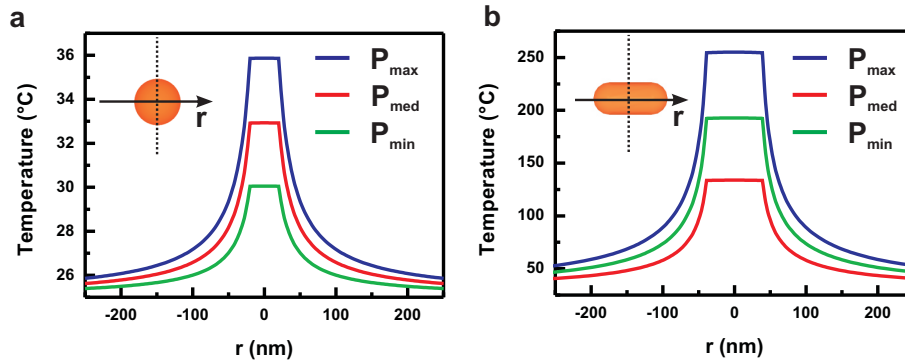 a
Temperature (°C)
36
34
32
30
28
26
-200
-100
0
100
200
r (nm)
r
P max
P med
P min
b
Temperature (°C)
250
200
150
100
50
-200
-100
0
100
200
r (nm)
r
P max
P med
P min